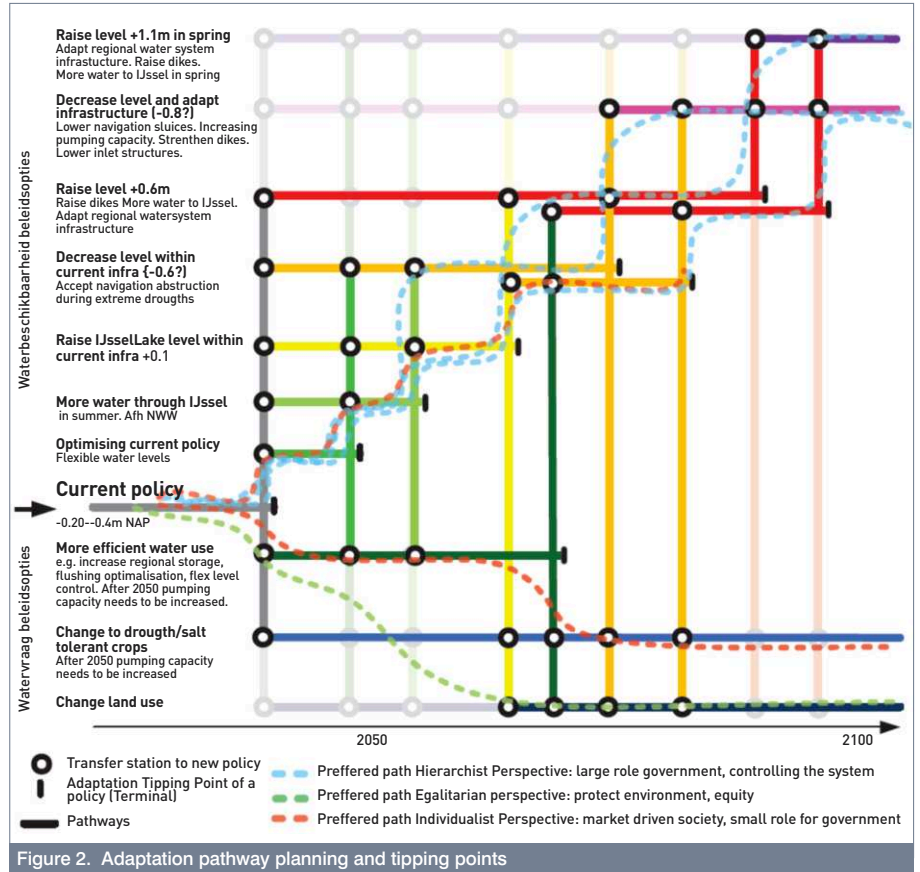 Raise level +1.1m in spring
Adapt regional water system
infrastucture. Raise dikes.
More water to IJssel in spring
Decrease level and adapt
infrastructure (-0.8?)
Lower navigation sluices. Increasing
pumping capacity. Strenthen dikes.
Lower inlet structures.
Raise level +0.6m
Raise dikes More water to IJssel.
Adapt regional watersystem
infrastructure
Decrease level within
current infra {-0.6?)
Accept navigation abstruction
during extreme drougths
Raise IJsselLake level within
current infra +0.1
More water through IJssel
in summer. Afh NWW
Optimising current policy
Flexible water levels
Waterbeschikbaarheid beleidsopties
Current policy
-0.20--0.4m NAP
More efficient water use
e.g. increase regional storage,
flushing optimalisation, flex level
control. After 2050 pumping
capacity needs to be increased.
Change to drougth/salt
tolerant crops
After 2050 pumping capacity
needs to be increased
Change land use
Watervraag beleidsopties
2050
2100
Transfer station to new policy
Adaptation Tipping Point of a
policy (Terminal)
Pathways
Preffered path Hierarchist Perspective: large role government, controlling the system
Preffered path Egalitarian perspective: protect environment, equity
Preffered path Individualist Perspective: market driven society, small role for government
Figure 2. Adaptation pathway planning and tipping points